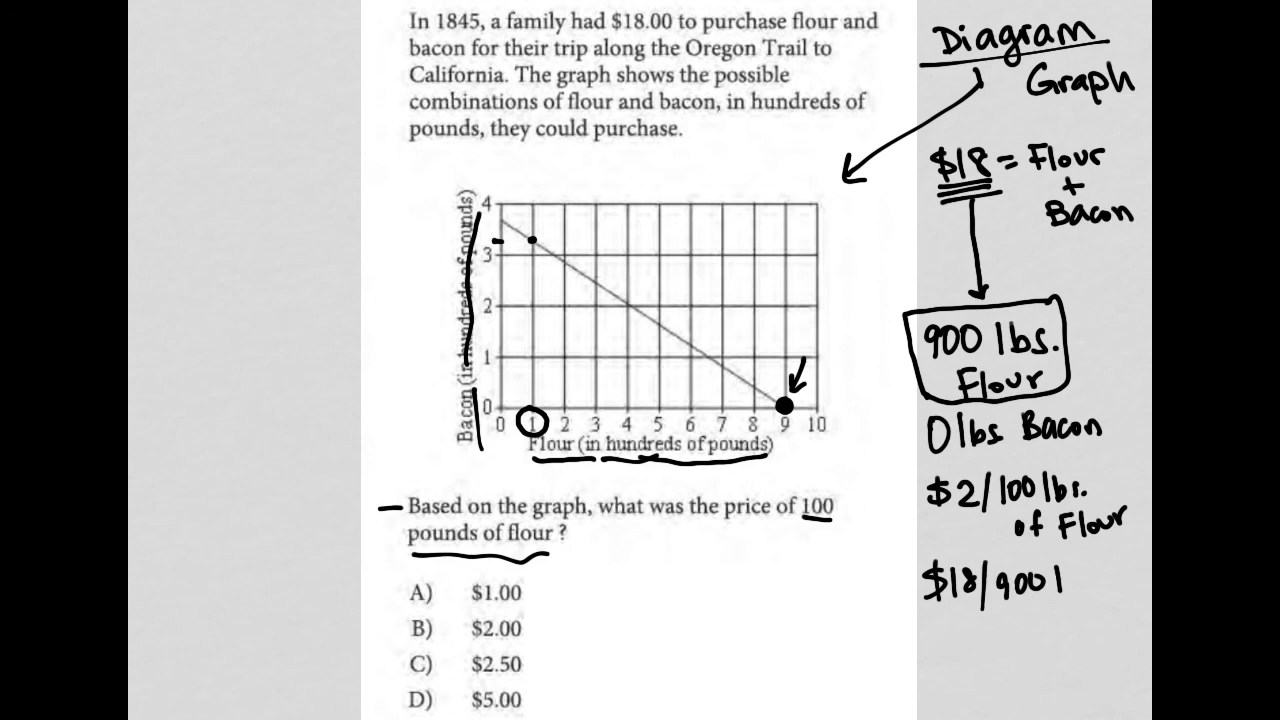 In 1845, a family had $18.00 to purchase flour and
bacon for their trip along the Oregon Trail to
California. The graph shows the possible
combinations of flour and bacon, in hundreds of
pounds, they could purchase.
Bacon (in hundreds of pounds)
4
3
2
1
0
0 1 2 3 4 5 6 7 8 9 10
Flour (in hundreds of pounds)
Based on the graph, what was the price of 100
pounds of flour ?
A) $1.00
B) $2.00
C) $2.50
D) $5.00
Diagram
Graph
$18 = Flour
+
Bacon
900 lbs.
Flour
0 lbs Bacon
$2/100 lbs.
of Flour
$18/900 l